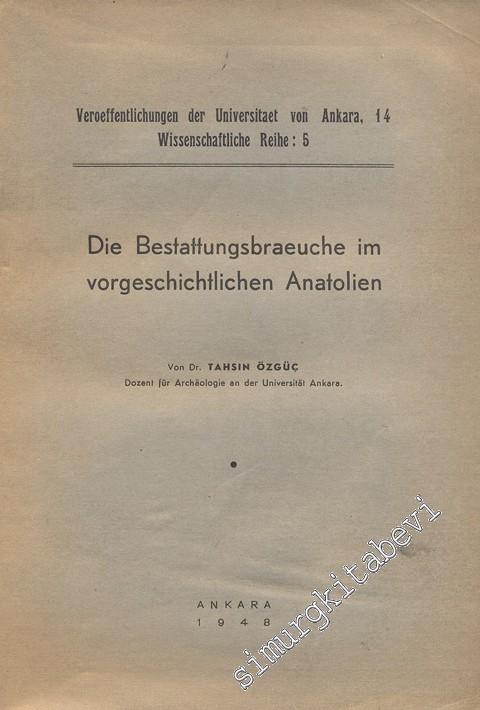 Veroeffentlichungen der Universitaet von Ankara, 14
Wissenschaftliche Reihe: 5
Die Bestattungsbraeuche im
vorgeschichtlichen Anatolien
Von Dr. TAHSIN ÖZGÜÇ
Dozent für Archäologie an der Universität Ankara.
ANKARA
1948
simurgkitabevi